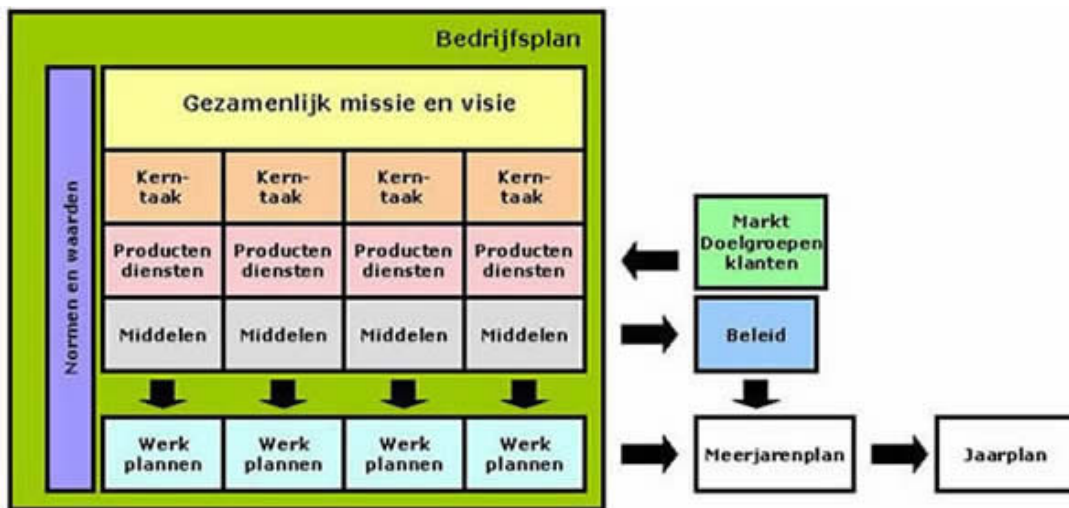 Bedrijfsplan
Normen en waarden
Gezamenlijk missie en visie
Kern-
taak
Kern-
taak
Kern-
taak
Kern-
taak
Producten
diensten
Producten
diensten
Producten
diensten
Producten
diensten
Middelen
Middelen
Middelen
Middelen
Werk
plannen
Werk
plannen
Werk
plannen
Werk
plannen
Markt
Doelgroepen
klanten
Beleid
Meerjarenplan
Jaarplan